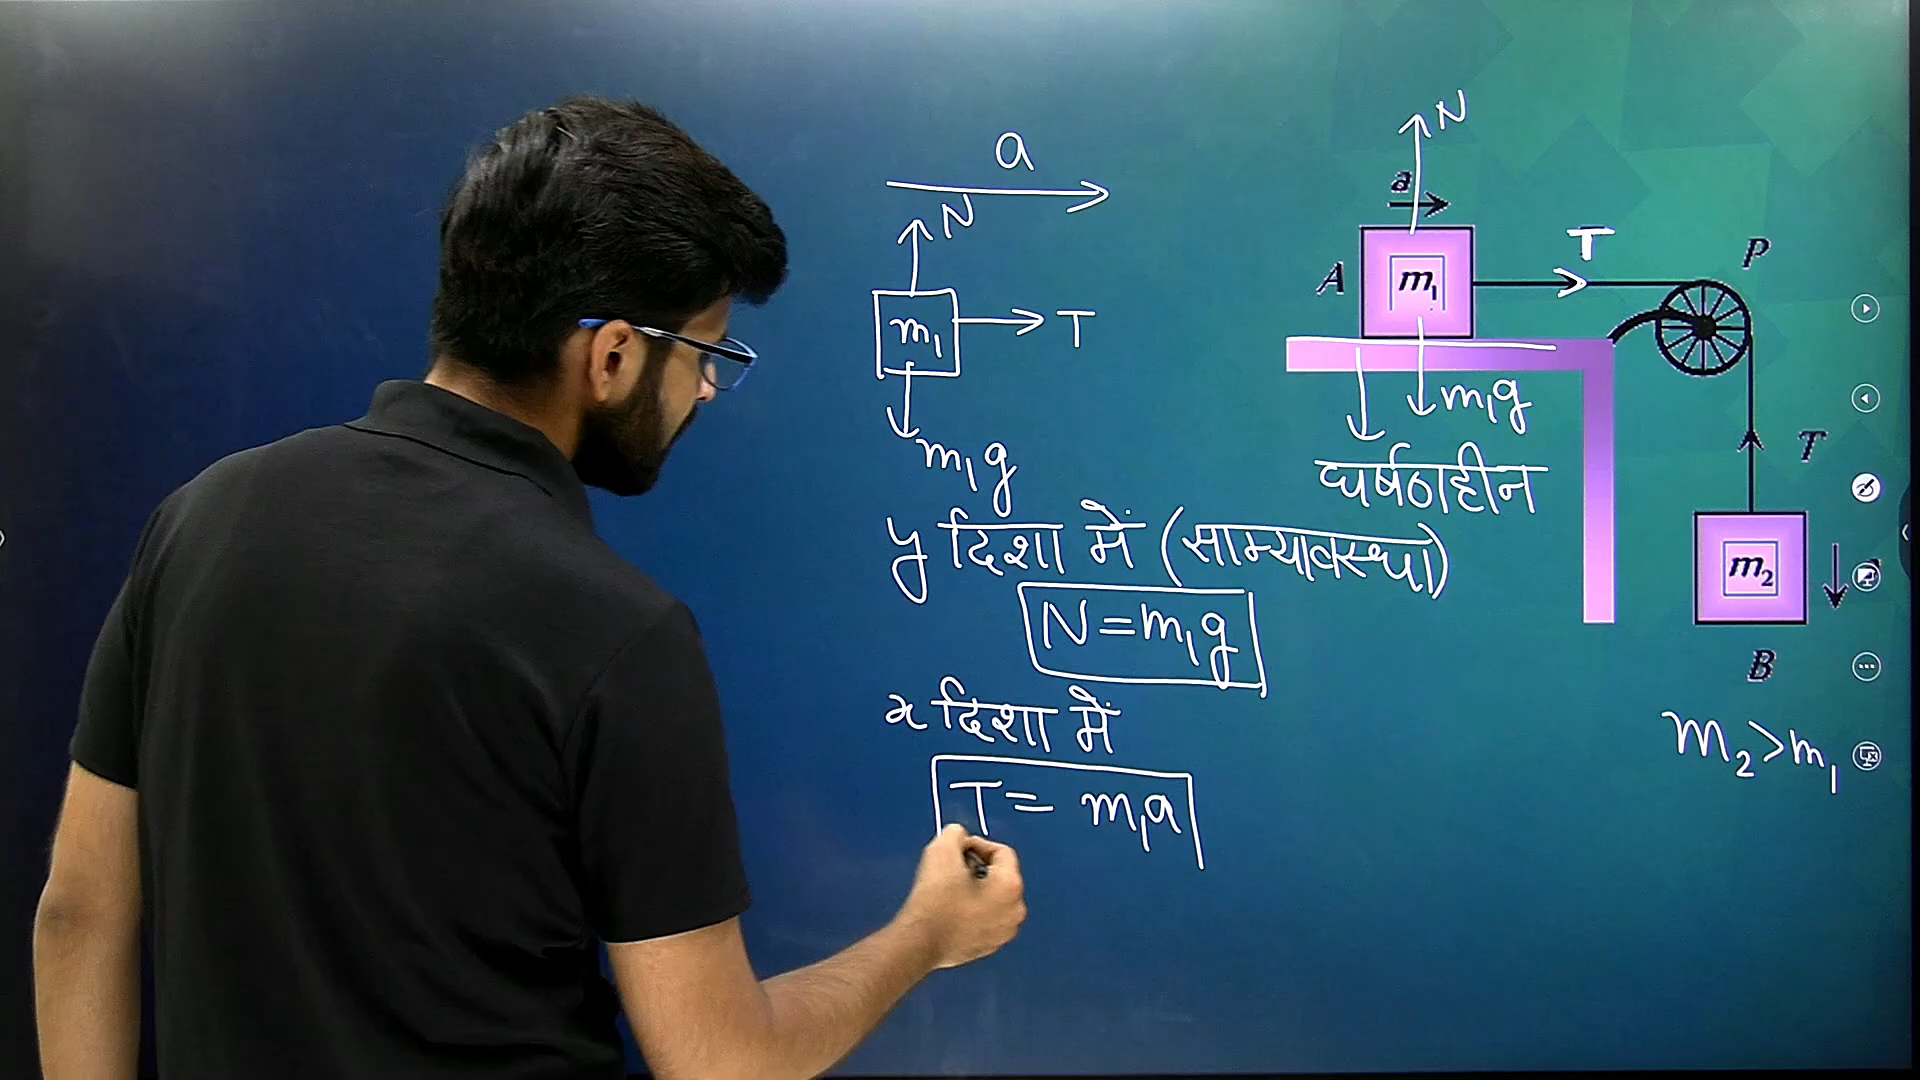 a
N
m₁
T
m₁g
y दिशा में (साम्यावस्था)
N = m₁g
x दिशा में
T = m₁a
N
a
A
m₁
T
P
m₁g
घर्षणहीन
T
m₂
B
m₂ > m₁